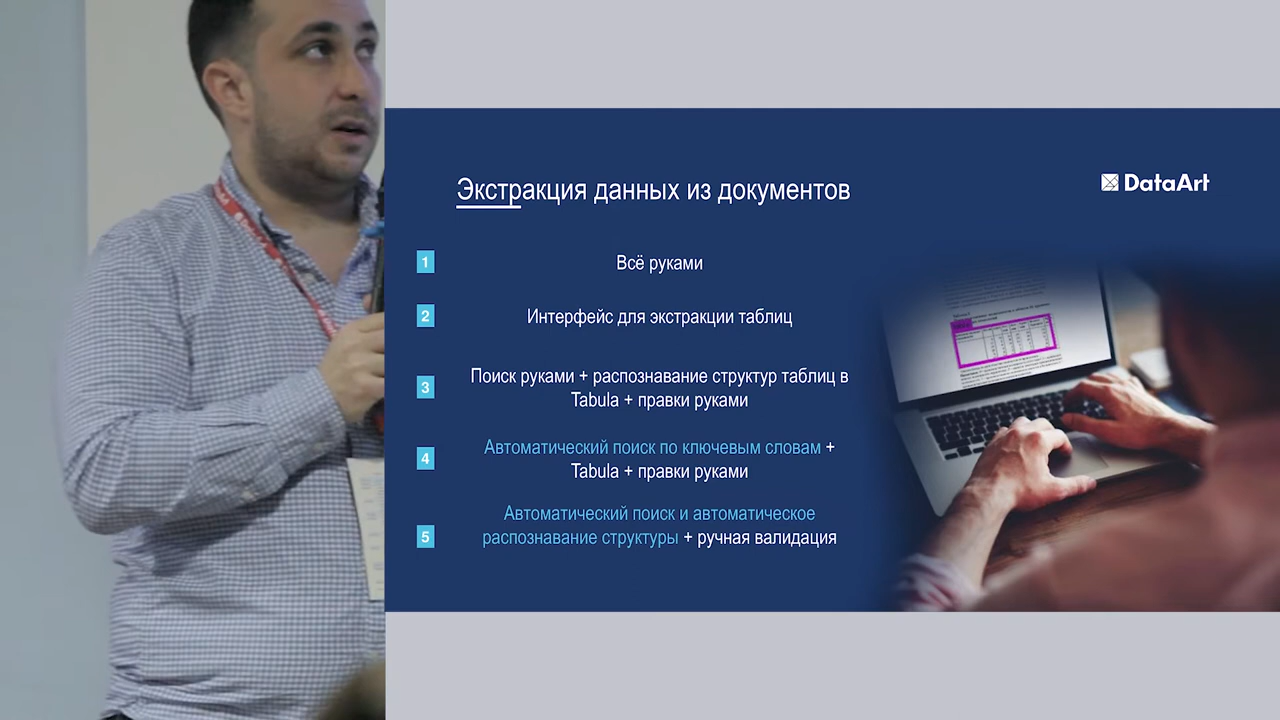 Экстракция данных из документов
DataArt
1
Всё руками
2
Интерфейс для экстракции таблиц
3
Поиск руками + распознавание структур таблиц в
Tabula + правки руками
4
Автоматический поиск по ключевым словам +
Tabula + правки руками
5
Автоматический поиск и автоматическое
распознавание структуры + ручная валидация